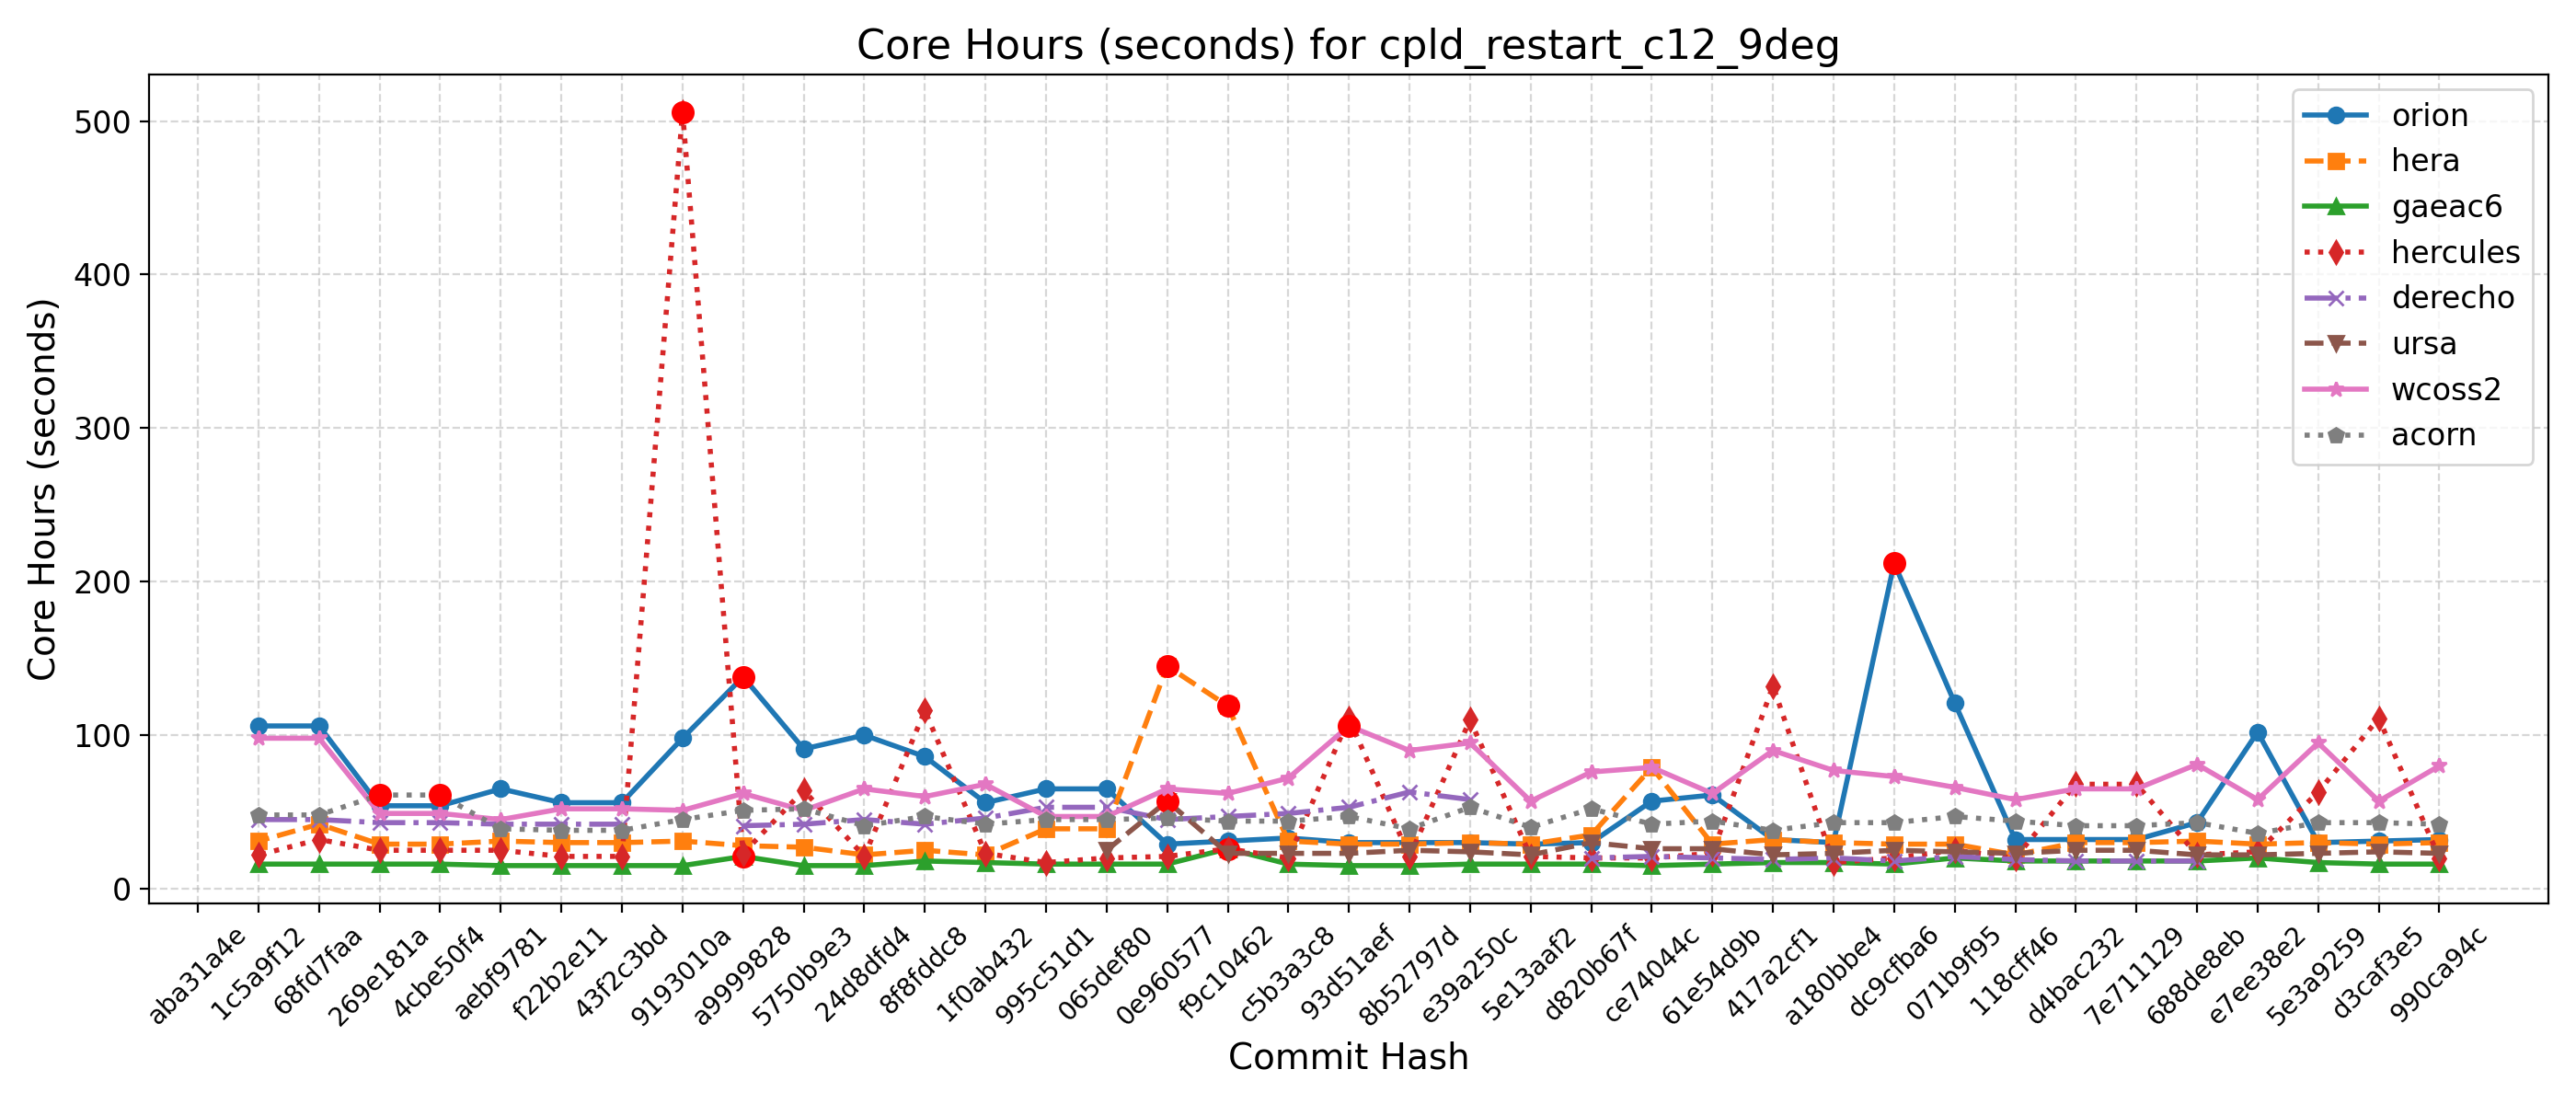 Core Hours (seconds) for cpld_restart_c12_9deg
Core Hours (seconds)
500
400
300
200
100
0
orion
hera
gaeac6
hercules
derecho
ursa
wcoss2
acorn
aba31a4e
1c5a9f12
68fd7faa
269e181a
4cbe50f4
aebf9781
f22b2e11
43f2c3bd
9193010a
a9999828
5750b9e3
24d8dfd4
8f8fddc8
1f0ab432
995c51d1
065def80
0e960577
f9c10462
c5b3a3c8
93d51aef
8b52797d
e39a250c
5e13aaf2
d820b67f
ce74044c
61e54d9b
417a2cf1
a180bbe4
dc9cfba6
071b9f95
118cff46
d4bac232
7e711129
688de8eb
e7ee38e2
5e3a9259
d3caf3e5
990ca94c
Commit Hash